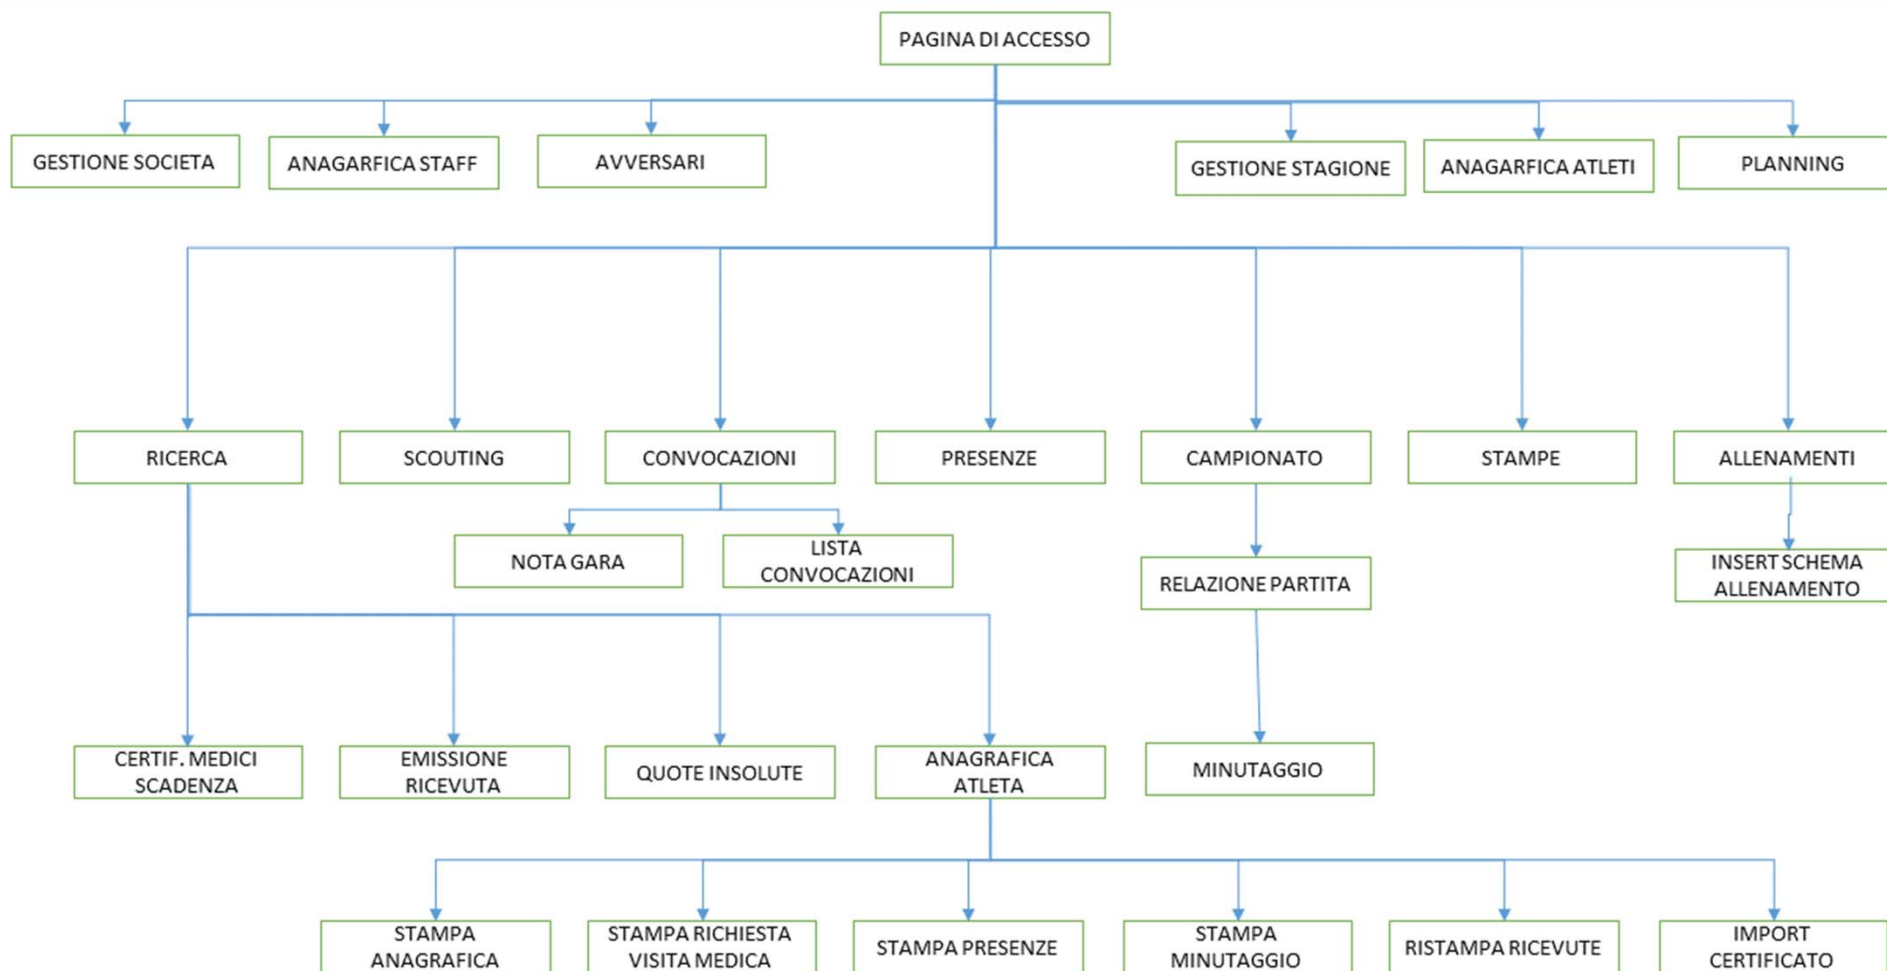 PAGINA DI ACCESSO
GESTIONE SOCIETA
ANAGARFICA STAFF
AVVERSARI
GESTIONE STAGIONE
ANAGARFICA ATLETI
PLANNING
RICERCA
SCOUTING
CONVOCAZIONI
PRESENZE
CAMPIONATO
STAMPE
ALLENAMENTI
NOTA GARA
LISTA
CONVOCAZIONI
RELAZIONE PARTITA
INSERT SCHEMA
ALLENAMENTO
CERTIF. MEDICI
SCADENZA
EMISSIONE
RICEVUTA
QUOTE INSOLUTE
ANAGRAFICA
ATLETA
MINUTAGGIO
STAMPA
ANAGRAFICA
STAMPA RICHIESTA
VISITA MEDICA
STAMPA PRESENZE
STAMPA
MINUTAGGIO
RISTAMPA RICEVUTE
IMPORT
CERTIFICATO